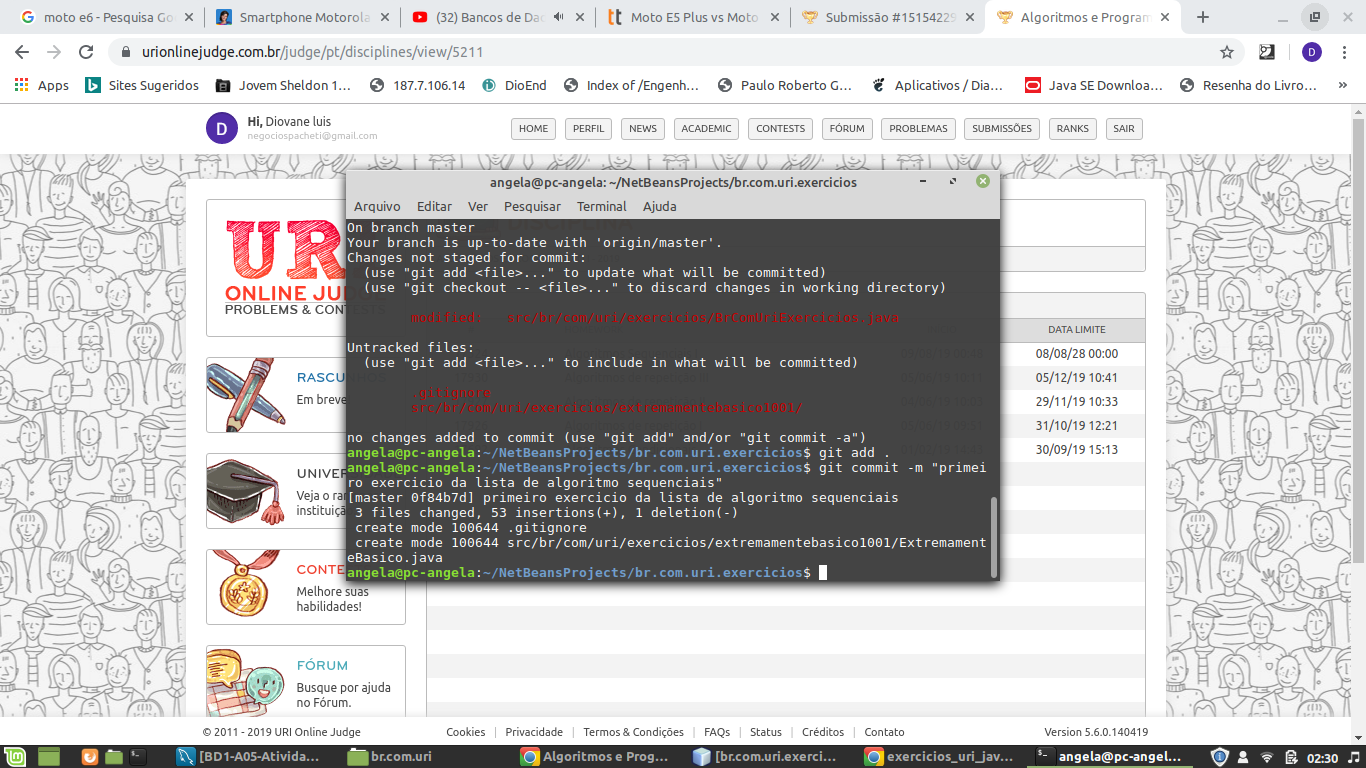 moto e6 - Pesquisa Go
Smartphone Motorola
(32) Bancos de Dad
Moto E5 Plus vs Moto
Submissão #15154229
Algoritmos e Program
urionlinejudge.com.br/judge/pt/disciplines/view/5211
D
Apps
Sites Sugeridos
Jovem Sheldon 1…
187.7.106.14
DioEnd
Index of /Engenh…
Paulo Roberto G…
Aplicativos / Dia…
Java SE Downloa…
Resenha do Livro…
»
D
Hi, Diovane luis
negociospacheti@gmail.com
HOME
PERFIL
NEWS
ACADEMIC
CONTESTS
FÓRUM
PROBLEMAS
SUBMISSÕES
RANKS
SAIR
angela@pc-angela: ~/NetBeansProjects/br.com.uri.exercicios
Arquivo Editar Ver Pesquisar Terminal Ajuda
On branch master
Your branch is up-to-date with 'origin/master'.
Changes not staged for commit:
(use "git add <file>..." to update what will be committed)
(use "git checkout -- <file>..." to discard changes in working directory)
modified: src/br/com/uri/exercicios/BrComUriExercicios.java
Untracked files:
(use "git add <file>..." to include in what will be committed)
.gitignore
src/br/com/uri/exercicios/extremamentebasico1001/
no changes added to commit (use "git add" and/or "git commit -a")
angela@pc-angela:~/NetBeansProjects/br.com.uri.exercicios$ git add .
angela@pc-angela:~/NetBeansProjects/br.com.uri.exercicios$ git commit -m "primei
ro exercicio da lista de algoritmo sequenciais"
[master 0f84b7d] primeiro exercicio da lista de algoritmo sequenciais
3 files changed, 53 insertions(+), 1 deletion(-)
create mode 100644 .gitignore
create mode 100644 src/br/com/uri/exercicios/extremamentebasico1001/Extremament
eBasico.java
angela@pc-angela:~/NetBeansProjects/br.com.uri.exercicios$
URI
ONLINE JUDGE
PROBLEMS & CONTESTS
RASCUN
Em breve
UNIVER
Veja o ran
instituiçã
CONTE
Melhore suas
habilidades!
FÓRUM
Busque por ajuda
no Fórum.
DATA LIMITE
08/08/28 00:00
05/12/19 10:41
29/11/19 10:33
31/10/19 12:21
30/09/19 15:13
© 2011 - 2019 URI Online Judge
Cookies
Privacidade
Termos & Condições
FAQs
Status
Créditos
Contato
Version 5.6.0.140419
[BD1-A05-Ativida…
br.com.uri
Algoritmos e Prog…
[br.com.uri.exerci…
exercicios_uri_jav…
angela@pc-angel…
02:30